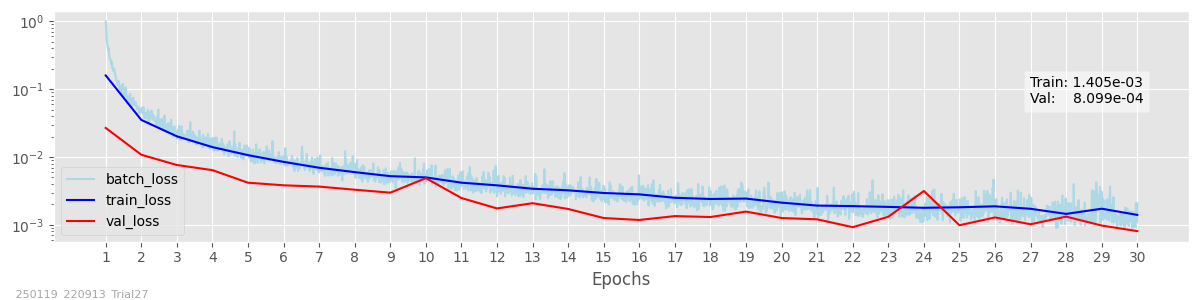 10⁰
10⁻¹
10⁻²
10⁻³
Train: 1.405e-03
Val: 8.099e-04
batch_loss
train_loss
val_loss
1 2 3 4 5 6 7 8 9 10 11 12 13 14 15 16 17 18 19 20 21 22 23 24 25 26 27 28 29 30
Epochs
250119_220913_Trial27